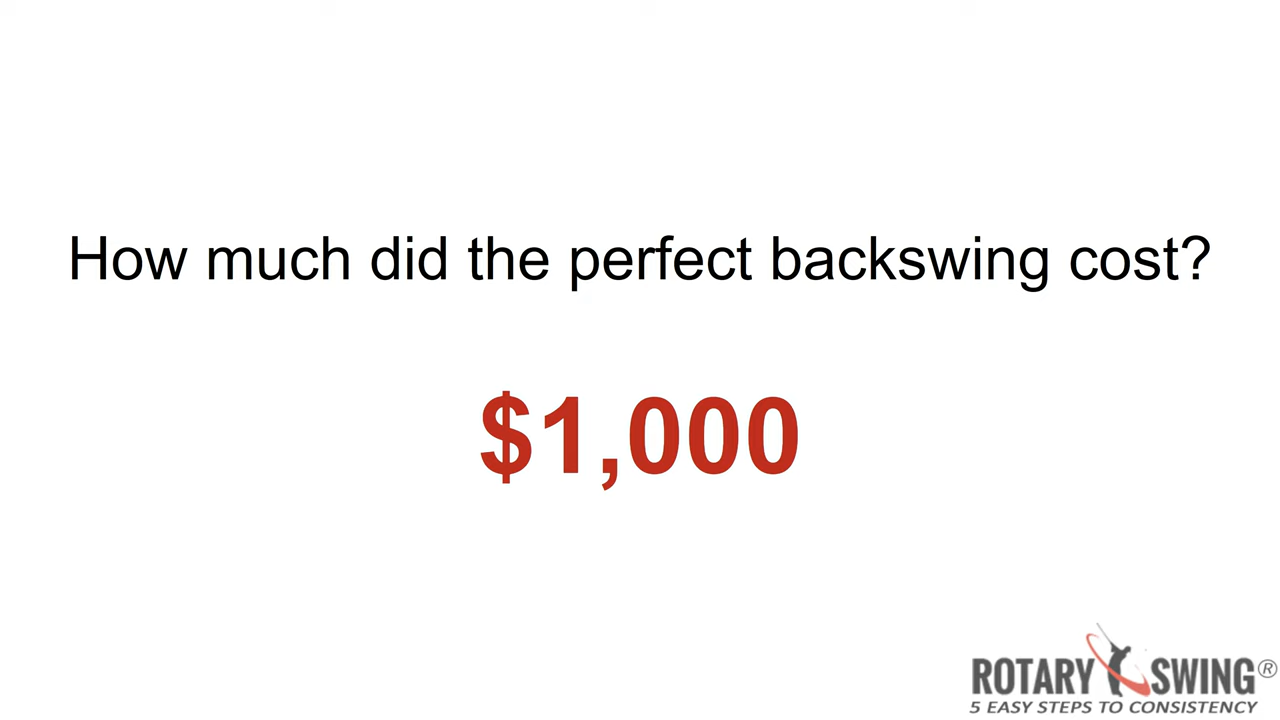 How much did the perfect backswing cost?
$1,000
ROTARY SWING®
5 EASY STEPS TO CONSISTENCY